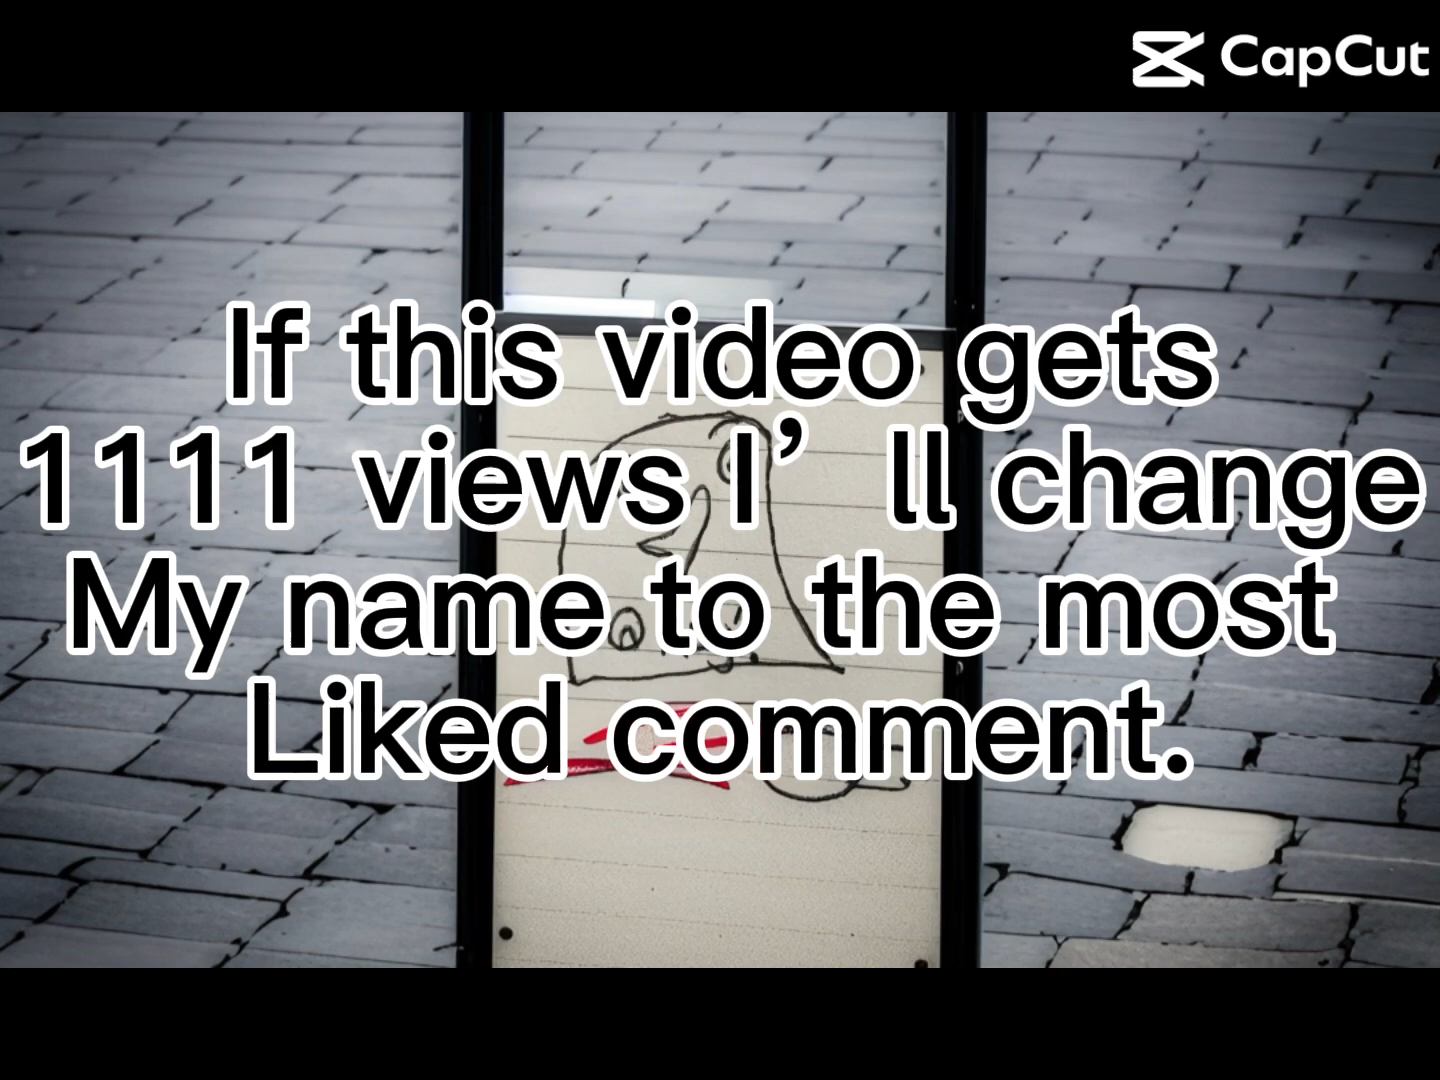 CapCut
If this video gets
1111 views I’ll change
My name to the most
Liked comment.